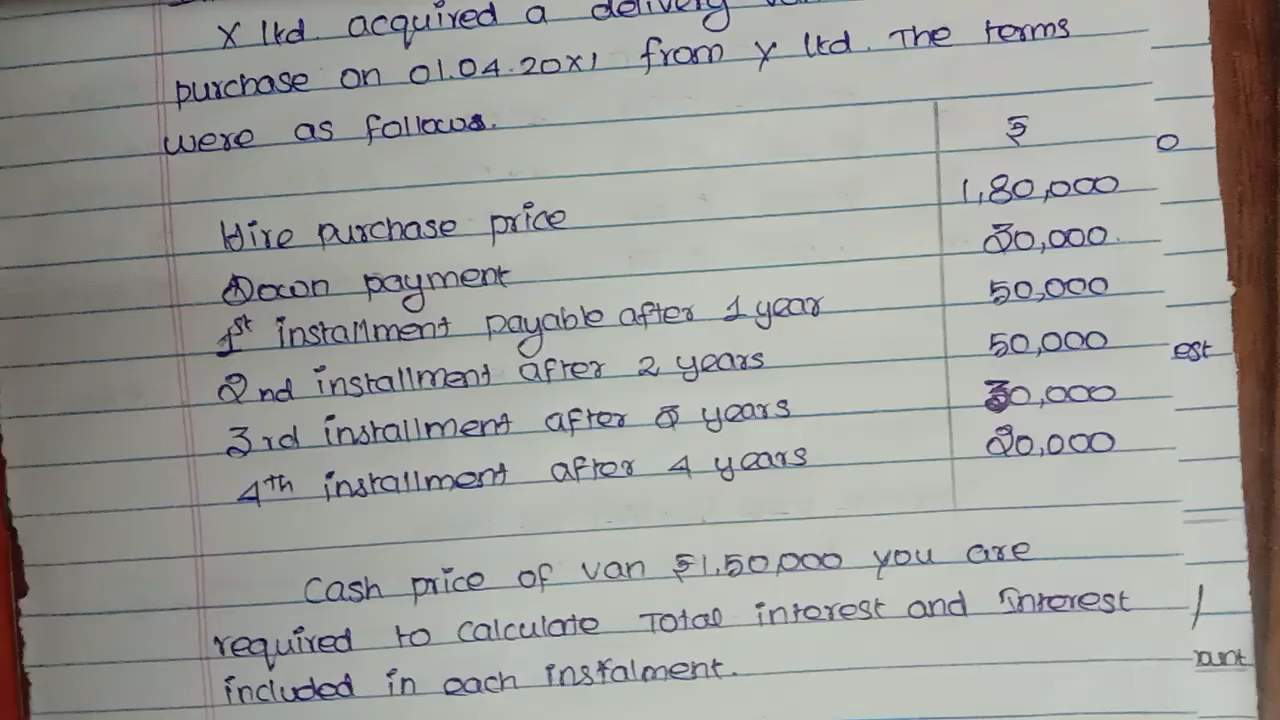 X ltd. acquired a delivery
purchase on 01.04.20X1 from Y ltd. The terms
were as follows.
₹
0
Hire purchase price 1,80,000
Down payment 30,000
1st installment payable after 1 year 50,000
2nd installment after 2 years 50,000
est
3rd installment after 3 years 30,000
4th installment after 4 years 20,000
Cash price of van ₹1,50,000 you are
required to calculate Total interest and Interest
included in each instalment.